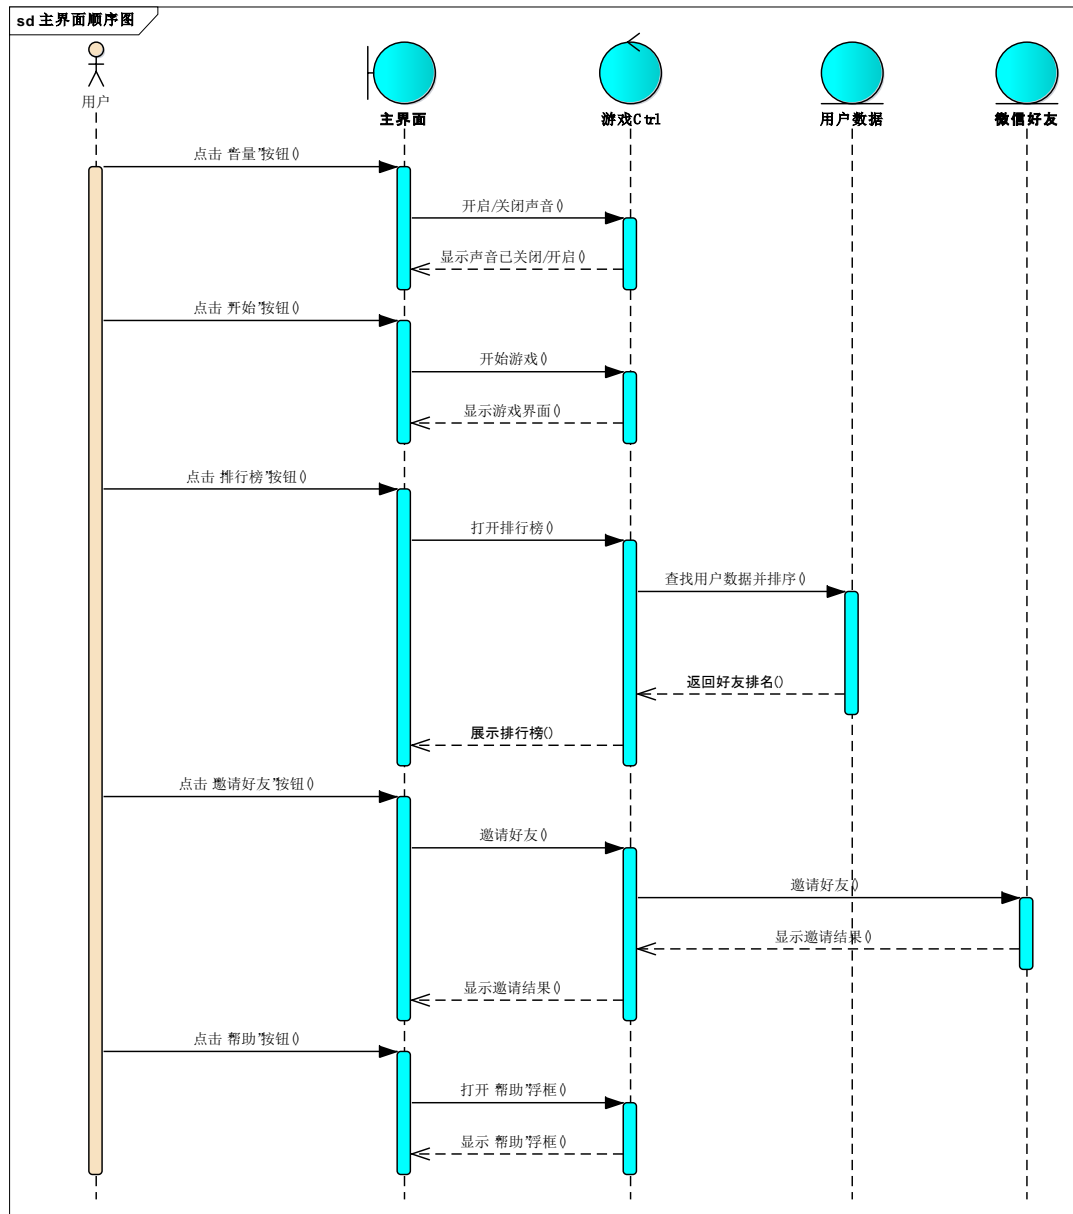 sd 主界面顺序图
用户
主界面
游戏Ctrl
用户数据
微信好友
点击“音量”按钮()
开启/关闭声音()
显示声音已关闭/开启()
点击“开始”按钮()
开始游戏()
显示游戏界面()
点击“排行榜”按钮()
打开排行榜()
查找用户数据并排序()
返回好友排名()
展示排行榜()
点击“邀请好友”按钮()
邀请好友()
邀请好友()
显示邀请结果()
显示邀请结果()
点击“帮助”按钮()
打开“帮助”浮框()
显示“帮助”浮框()